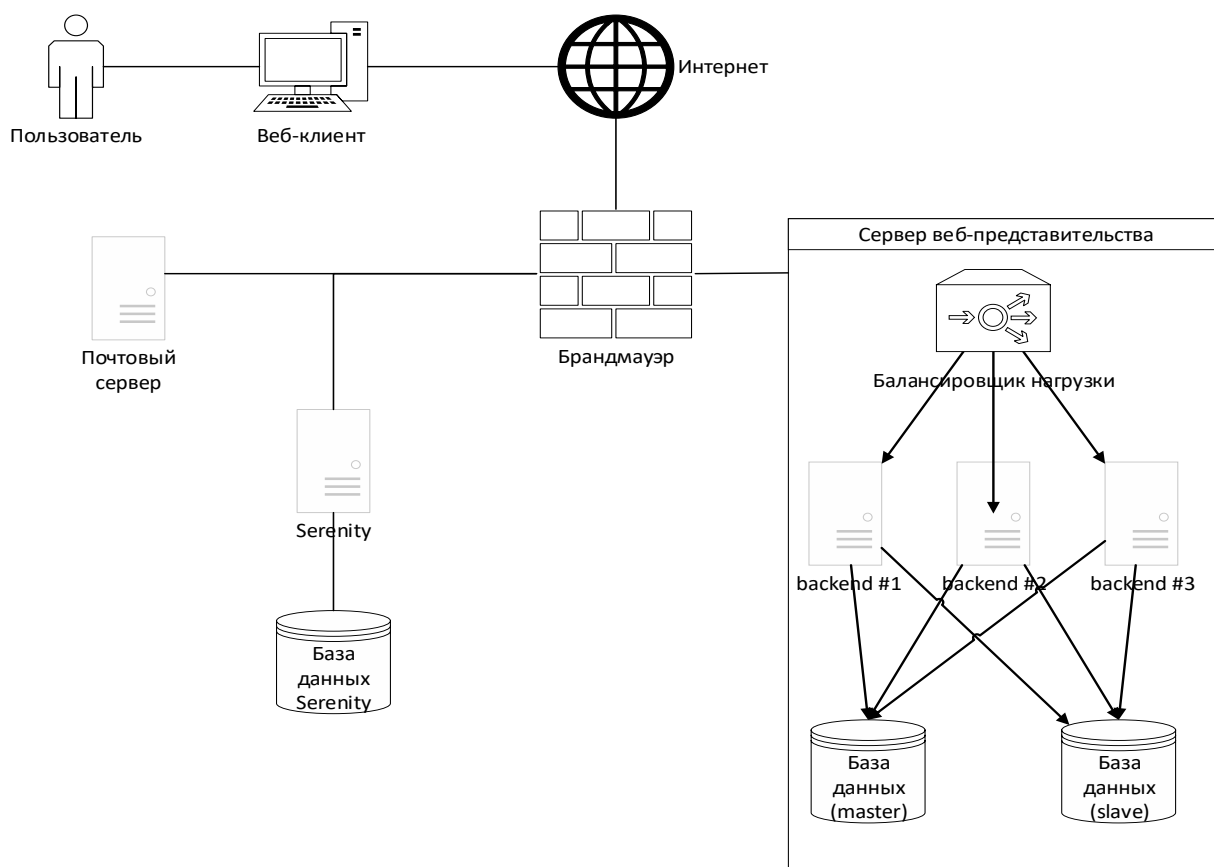 Интернет
Пользователь
Веб-клиент
Сервер веб-представительства
Почтовый
сервер
Брандмауэр
Балансировщик нагрузки
Serenity
backend #1
backend #2
backend #3
База
данных
Serenity
База
данных
(master)
База
данных
(slave)